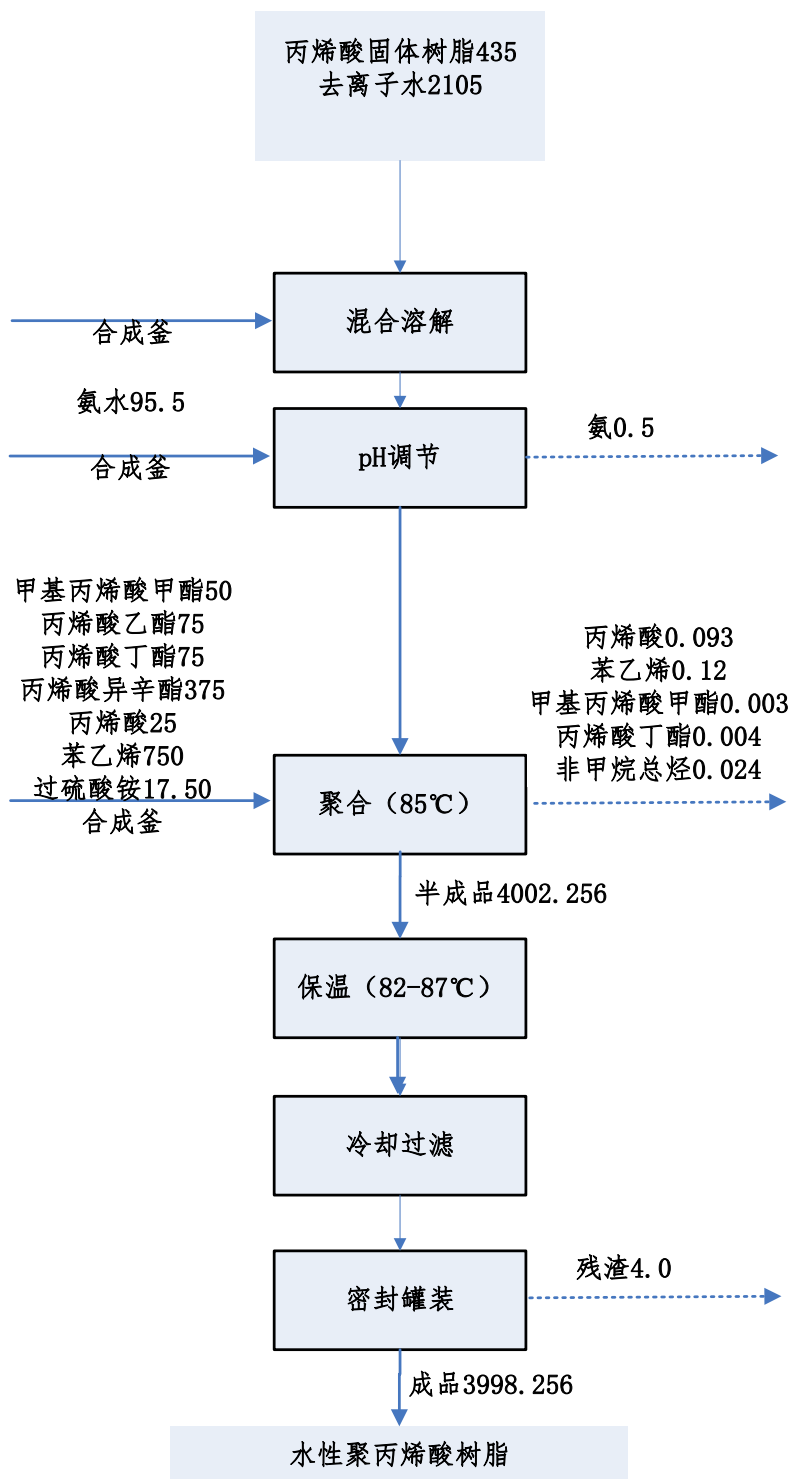 丙烯酸固体树脂435
去离子水2105
混合溶解
合成釜
氨水95.5
合成釜
pH调节
氨0.5
甲基丙烯酸甲酯50
丙烯酸乙酯75
丙烯酸丁酯75
丙烯酸异辛酯375
丙烯酸25
苯乙烯750
过硫酸铵17.50
合成釜
聚合（85℃）
丙烯酸0.093
苯乙烯0.12
甲基丙烯酸甲酯0.003
丙烯酸丁酯0.004
非甲烷总烃0.024
半成品4002.256
保温（82-87℃）
冷却过滤
密封罐装
残渣4.0
成品3998.256
水性聚丙烯酸树脂